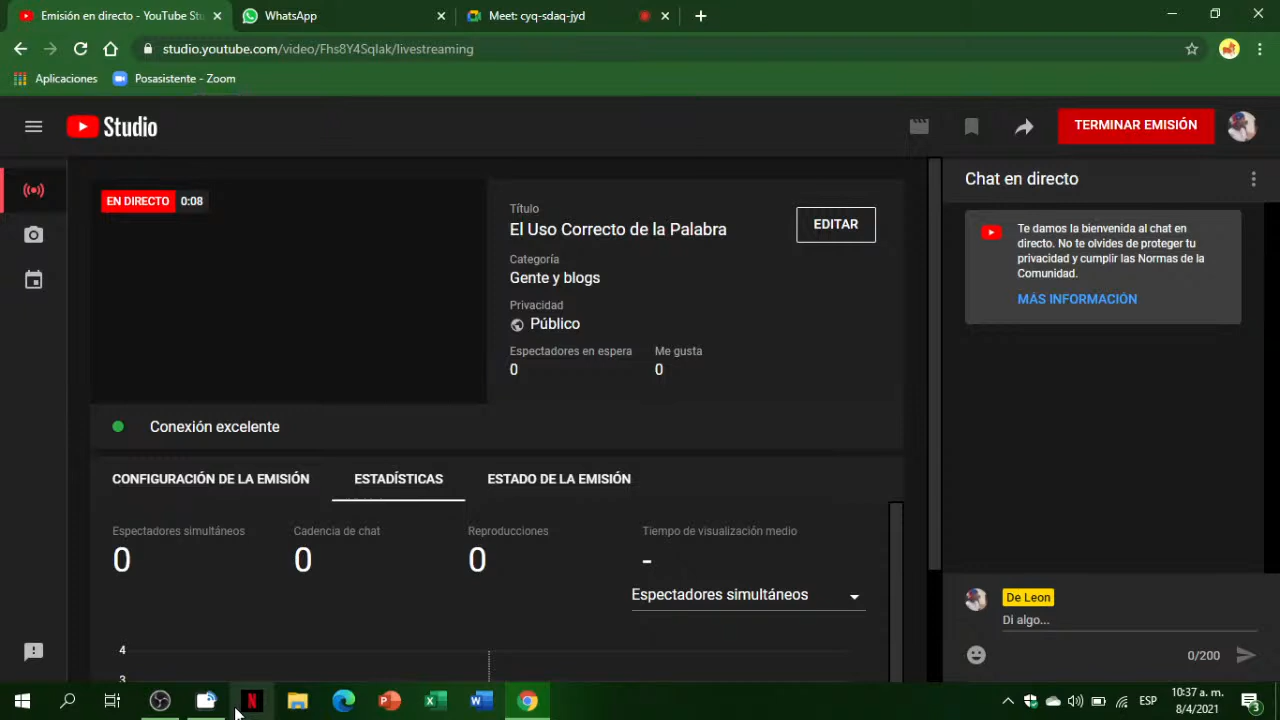 Emisión en directo - YouTube Stu
WhatsApp
Meet: cyq-sdaq-jyd
studio.youtube.com/video/Fhs8Y4Sqlak/livestreaming
Aplicaciones
Posasistente - Zoom
Studio
TERMINAR EMISIÓN
EN DIRECTO 0:08
Título
El Uso Correcto de la Palabra
EDITAR
Categoría
Gente y blogs
Privacidad
Público
Espectadores en espera
Me gusta
0
0
Conexión excelente
CONFIGURACIÓN DE LA EMISIÓN
ESTADÍSTICAS
ESTADO DE LA EMISIÓN
Espectadores simultáneos
Cadencia de chat
Reproducciones
Tiempo de visualización medio
0
0
0
-
Espectadores simultáneos
4
3
Chat en directo
Te damos la bienvenida al chat en
directo. No te olvides de proteger tu
privacidad y cumplir las Normas de la
Comunidad.
MÁS INFORMACIÓN
De Leon
Di algo...
0/200
ESP
10:37 a. m.
8/4/2021
3